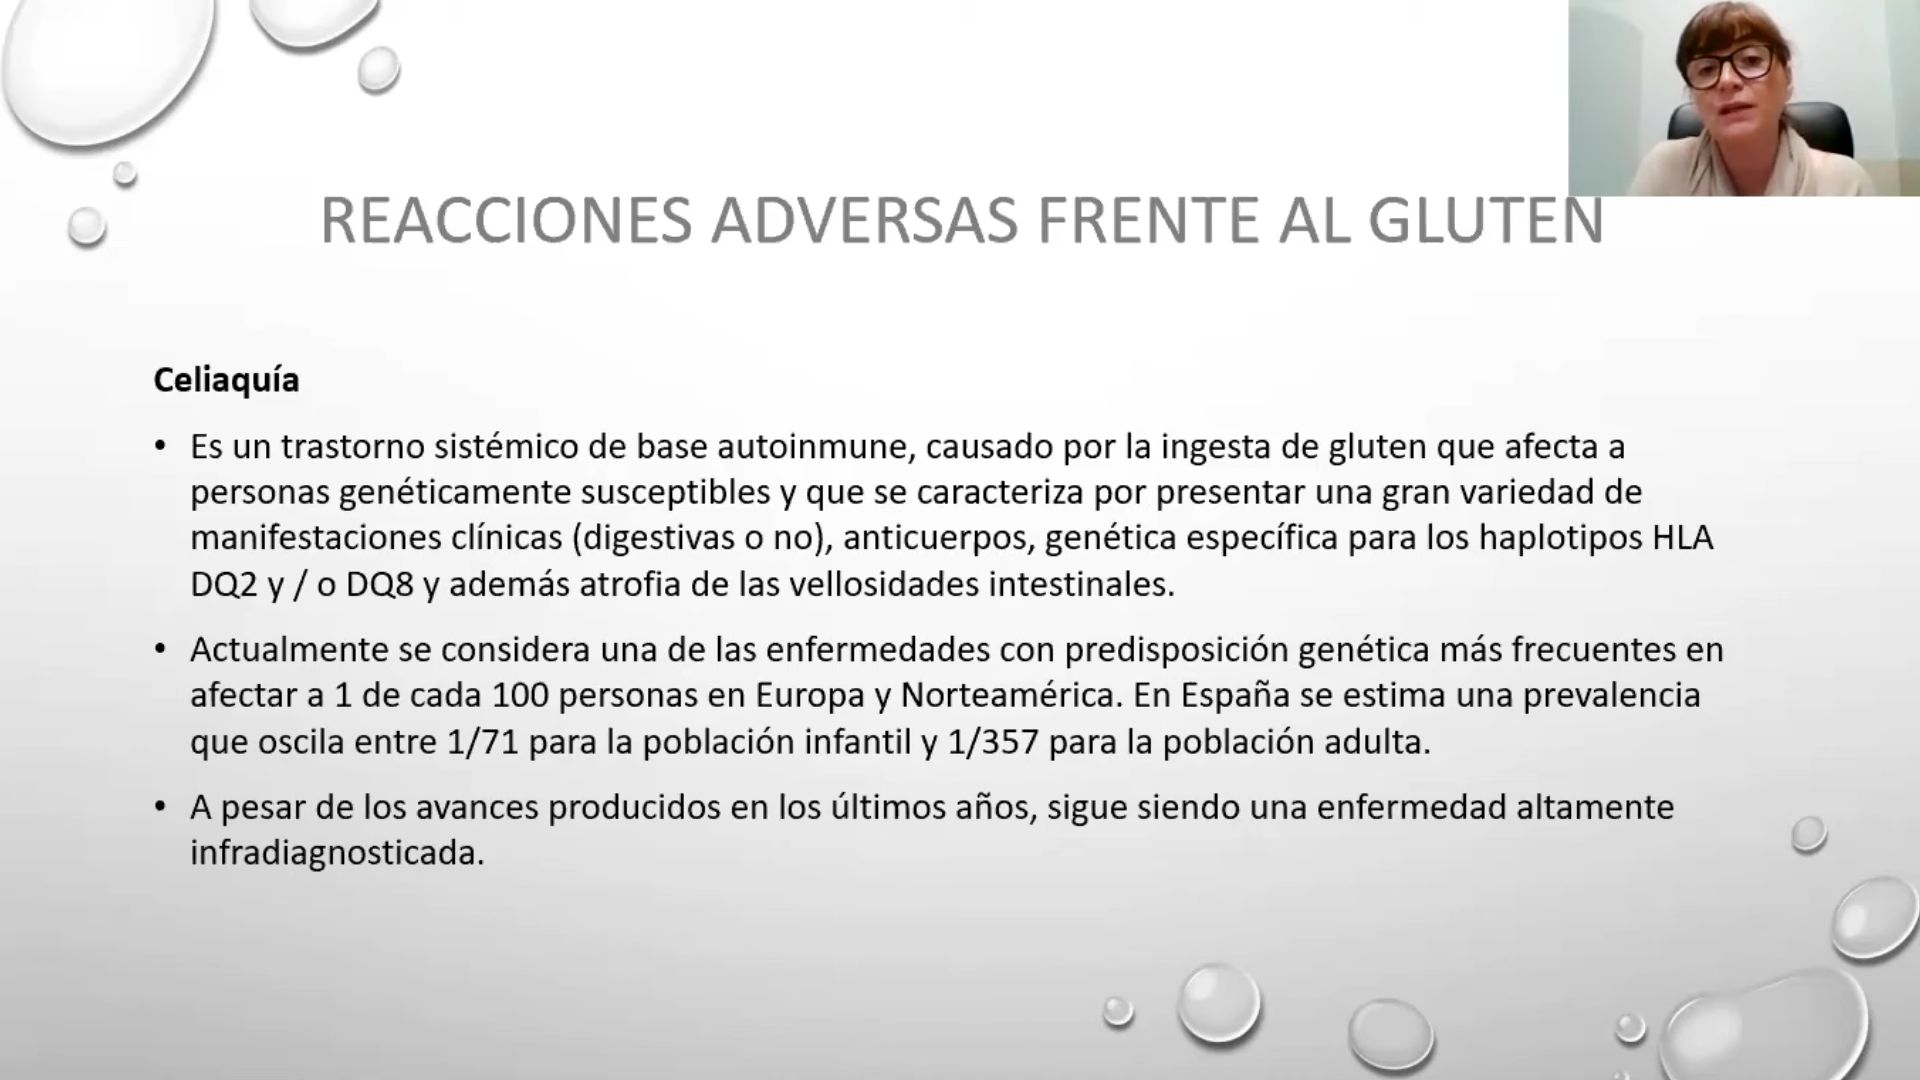 REACCIONES ADVERSAS FRENTE AL GLUTEN
Celiaquía
• Es un trastorno sistémico de base autoinmune, causado por la ingesta de gluten que afecta a
personas genéticamente susceptibles y que se caracteriza por presentar una gran variedad de
manifestaciones clínicas (digestivas o no), anticuerpos, genética específica para los haplotipos HLA
DQ2 y / o DQ8 y además atrofia de las vellosidades intestinales.
• Actualmente se considera una de las enfermedades con predisposición genética más frecuentes en
afectar a 1 de cada 100 personas en Europa y Norteamérica. En España se estima una prevalencia
que oscila entre 1/71 para la población infantil y 1/357 para la población adulta.
• A pesar de los avances producidos en los últimos años, sigue siendo una enfermedad altamente
infradiagnosticada.